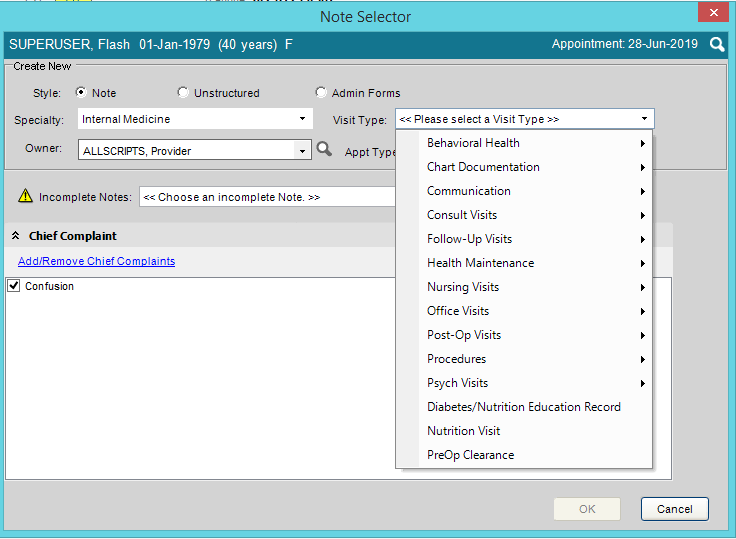 Note Selector
SUPERUSER, Flash 01-Jan-1979 (40 years) F Appointment: 28-Jun-2019
Create New
Style: Note Unstructured Admin Forms
Specialty: Internal Medicine Visit Type: << Please select a Visit Type >>
Owner: ALLSCRIPTS, Provider Appt Type
Behavioral Health
Chart Documentation
Communication
Consult Visits
Follow-Up Visits
Health Maintenance
Nursing Visits
Office Visits
Post-Op Visits
Procedures
Psych Visits
Diabetes/Nutrition Education Record
Nutrition Visit
PreOp Clearance
Incomplete Notes: << Choose an incomplete Note. >>
Chief Complaint
Add/Remove Chief Complaints
Confusion
OK Cancel